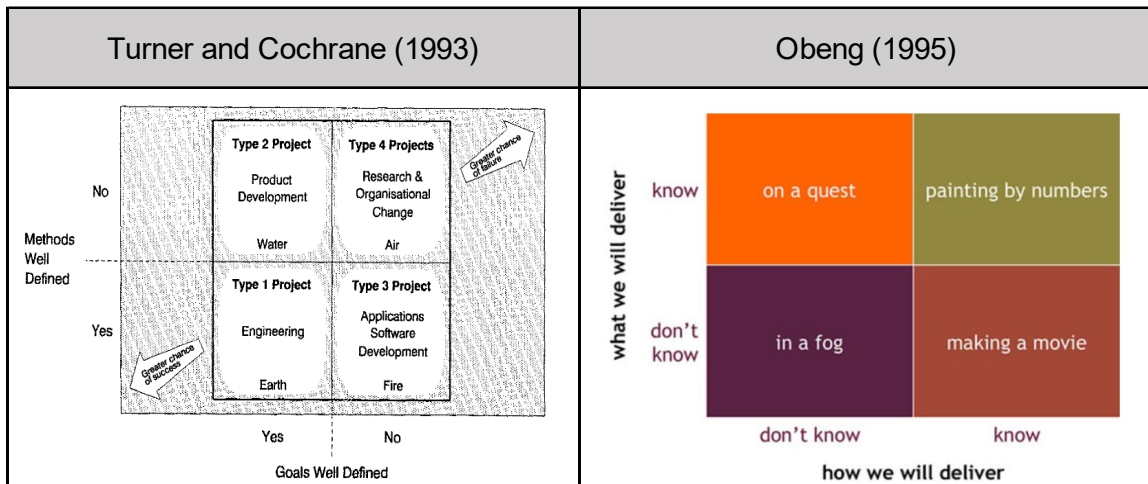 Turner and Cochrane (1993)
Obeng (1995)
No
Methods
Well
Defined
Yes
Type 2 Project
Product
Development
Water
Type 4 Projects
Research &
Organisational
Change
Air
Greater chance
of failure
Type 1 Project
Engineering
Earth
Type 3 Project
Applications
Software
Development
Fire
Greater chance
of success
Yes
No
Goals Well Defined
what we will deliver
know
don't
know
on a quest
painting by numbers
in a fog
making a movie
don't know
know
how we will deliver